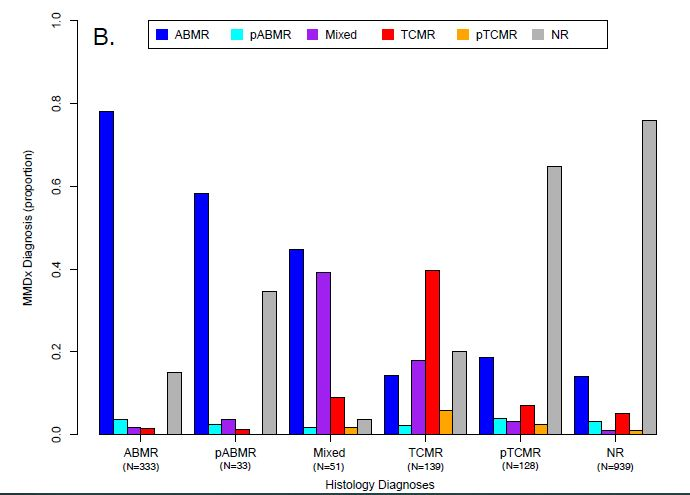 B.
ABMR pABMR Mixed TCMR pTCMR NR
MMDx Diagnosis (proportion)
1.0
0.8
0.6
0.4
0.2
0.0
ABMR pABMR Mixed TCMR pTCMR NR
(N=333) (N=33) (N=51) (N=139) (N=128) (N=939)
Histology Diagnoses